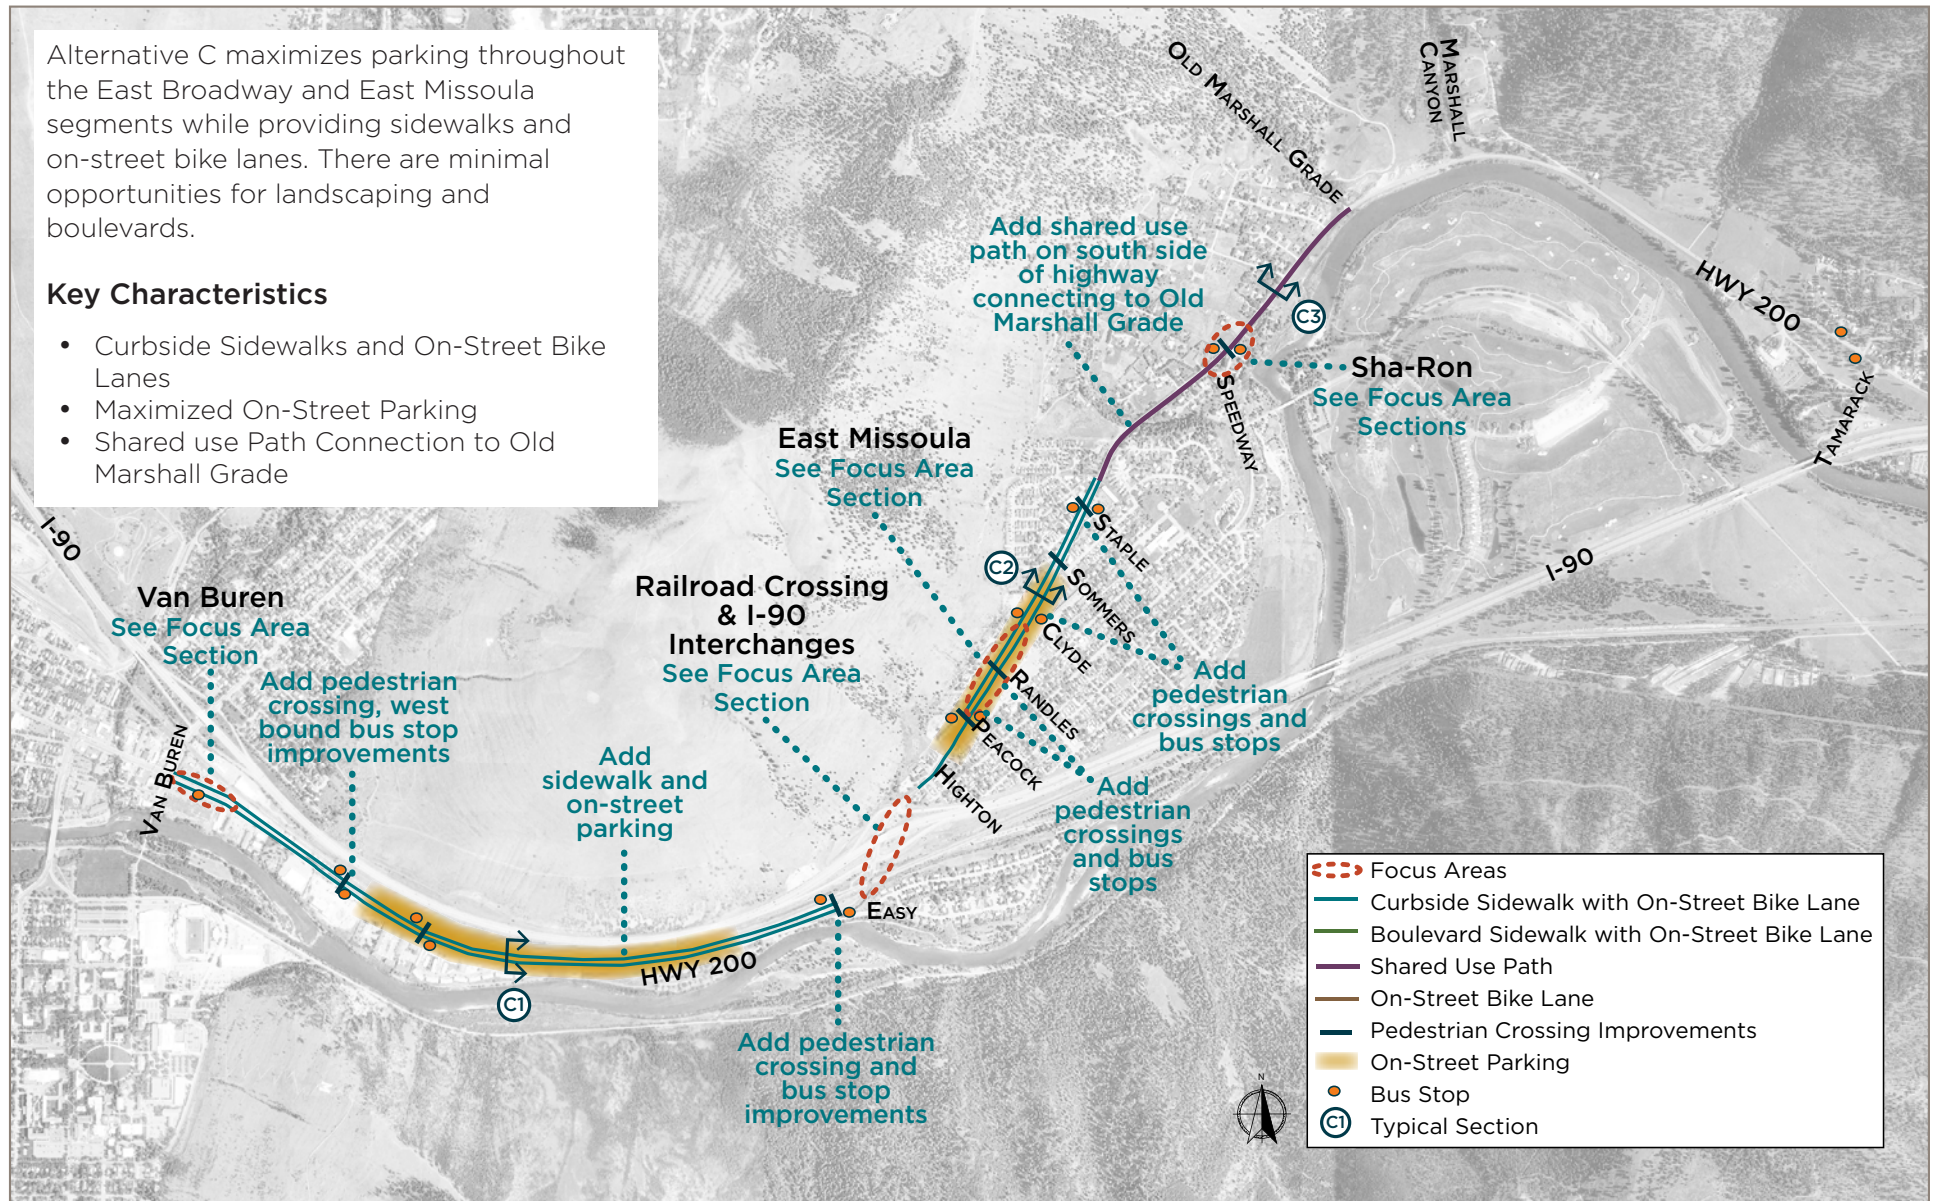 Alternative C maximizes parking throughout
the East Broadway and East Missoula
segments while providing sidewalks and
on-street bike lanes. There are minimal
opportunities for landscaping and
boulevards.
Key Characteristics
• Curbside Sidewalks and On-Street Bike
Lanes
• Maximized On-Street Parking
• Shared use Path Connection to Old
Marshall Grade
OLD MARSHALL GRADE
MARSHALL
CANYON
Add shared use
path on south side
of highway
connecting to Old
Marshall Grade
C3
HWY 200
Sha-Ron
See Focus Area
Sections
SPEEDWAY
TAMARACK
East Missoula
See Focus Area
Section
I-90
STAPLE
I-90
C2
SOMMERS
Railroad Crossing
& I-90
Interchanges
See Focus Area
Section
Van Buren
See Focus Area
Section
CLYDE
Add
pedestrian
crossings and
bus stops
RANDLES
Add pedestrian
crossing, west
bound bus stop
improvements
PEACOCK
VAN BUREN
Add
sidewalk and
on-street
parking
HIGHTON
Add
pedestrian
crossings
and bus
stops
EASY
HWY 200
C1
Add pedestrian
crossing and
bus stop
improvements
N
Focus Areas
Curbside Sidewalk with On-Street Bike Lane
Boulevard Sidewalk with On-Street Bike Lane
Shared Use Path
On-Street Bike Lane
Pedestrian Crossing Improvements
On-Street Parking
Bus Stop
C1 Typical Section